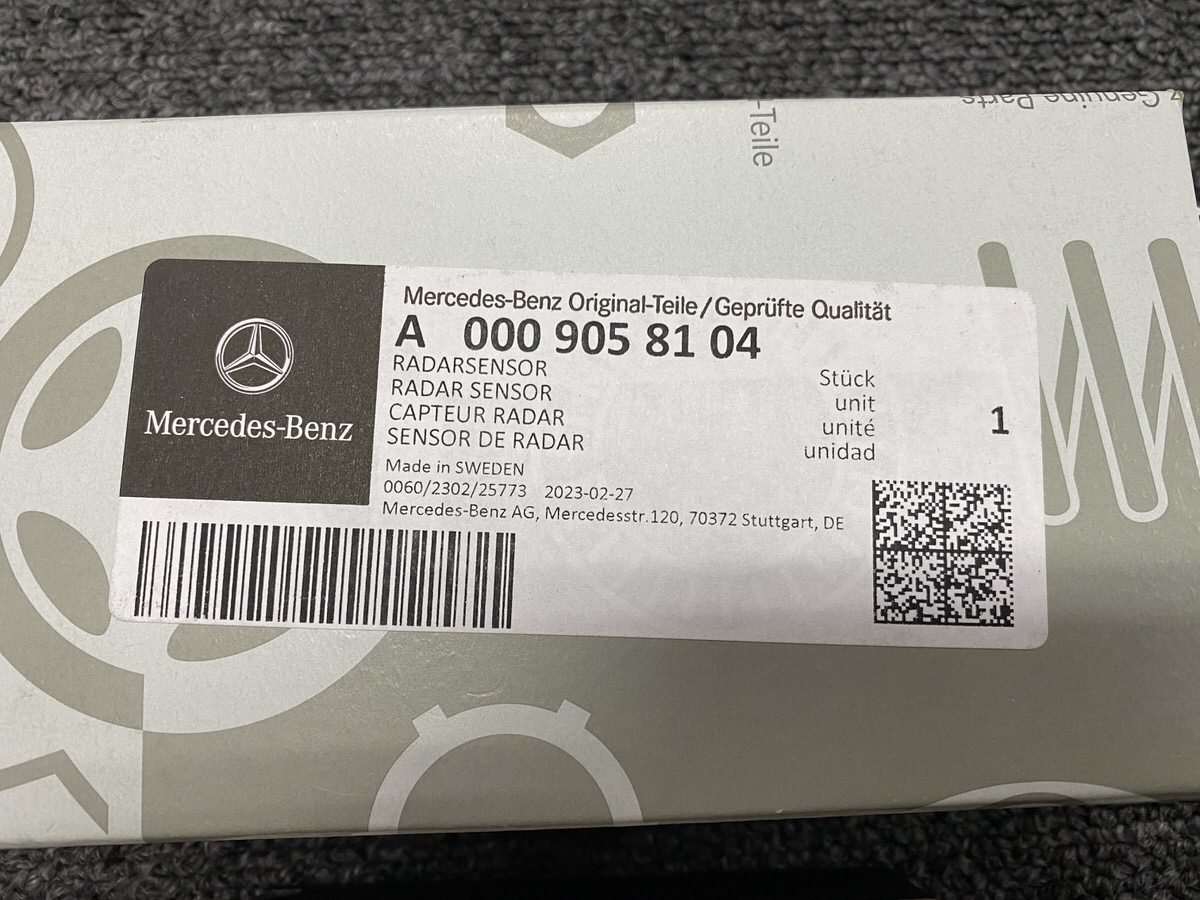 z Genuine Parts
-Teile
Mercedes-Benz
Mercedes-Benz Original-Teile/Geprüfte Qualität
A 000 905 81 04
RADARSENSOR
RADAR SENSOR
CAPTEUR RADAR
SENSOR DE RADAR
Stück
unit
unité
unidad
1
Made in SWEDEN
0060/2302/25773 2023-02-27
Mercedes-Benz AG, Mercedesstr.120, 70372 Stuttgart, DE